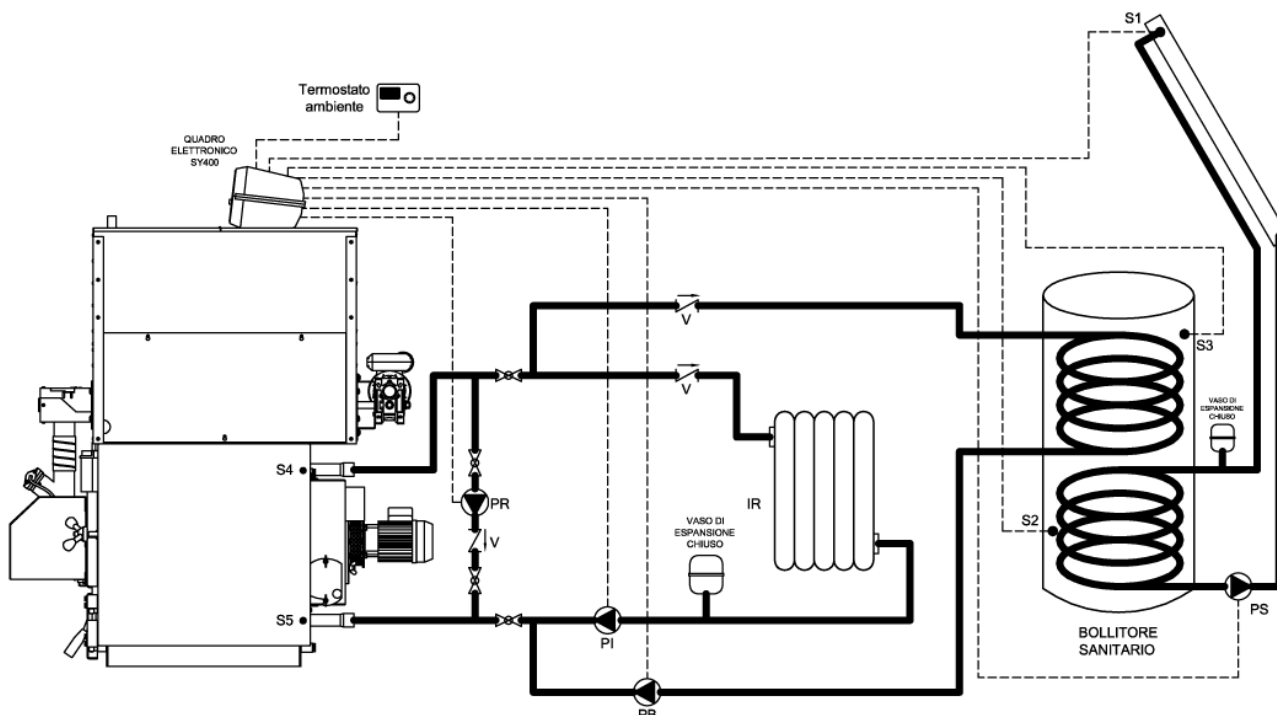 S1
Termostato
ambiente
QUADRO
ELETTRONICO
SY400
V
S3
V
VASO DI
ESPANSIONE
CHIUSO
S4
PR
IR
S2
VASO DI
ESPANSIONE
CHIUSO
V
S5
PI
PS
BOLLITORE
SANITARIO
PB